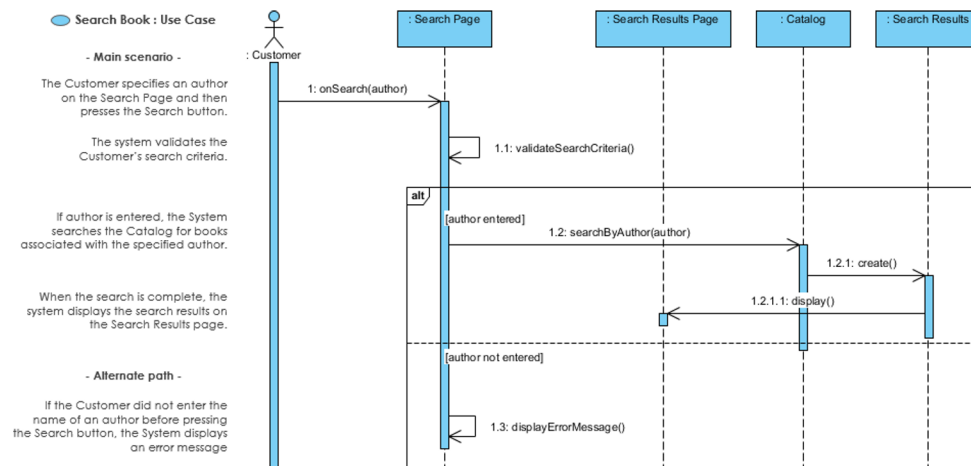 Search Book : Use Case
- Main scenario -
The Customer specifies an author
on the Search Page and then
presses the Search button.
The system validates the
Customer's search criteria.
If author is entered, the System
searches the Catalog for books
associated with the specified author.
When the search is complete, the
system displays the search results on
the Search Results page.
- Alternate path -
If the Customer did not enter the
name of an author before pressing
the Search button, the System displays
an error message
: Customer
: Search Page
: Search Results Page
: Catalog
: Search Results
1: onSearch(author)
1.1: validateSearchCriteria()
alt
[author entered]
1.2: searchByAuthor(author)
1.2.1: create()
1.2.1.1: display()
[author not entered]
1.3: displayErrorMessage()